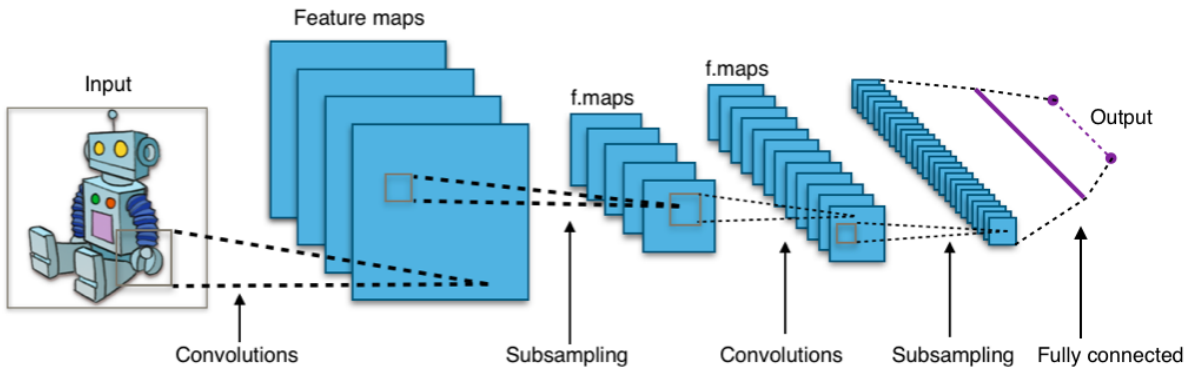 Feature maps
Input
f.maps
f.maps
Output
Convolutions
Subsampling
Convolutions
Subsampling
Fully connected